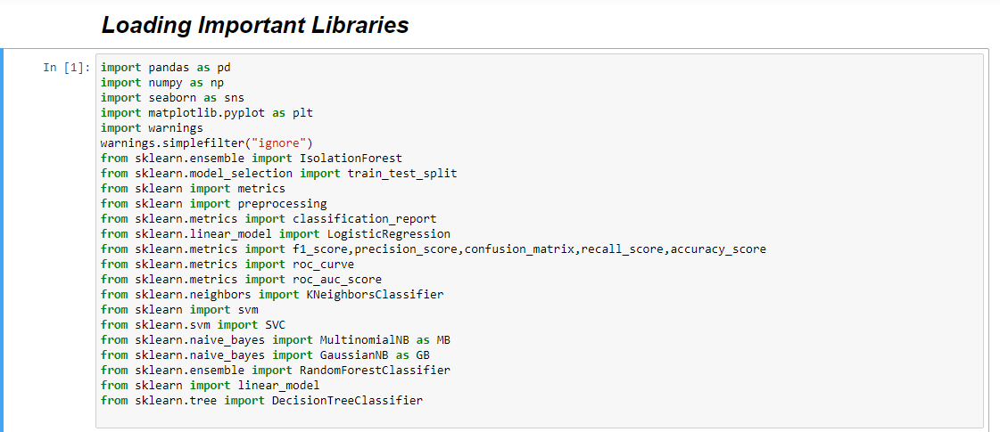 Loading Important Libraries
In [1]:
import pandas as pd
import numpy as np
import seaborn as sns
import matplotlib.pyplot as plt
import warnings
warnings.simplefilter("ignore")
from sklearn.ensemble import IsolationForest
from sklearn.model_selection import train_test_split
from sklearn import metrics
from sklearn import preprocessing
from sklearn.metrics import classification_report
from sklearn.linear_model import LogisticRegression
from sklearn.metrics import f1_score,precision_score,confusion_matrix,recall_score,accuracy_score
from sklearn.metrics import roc_curve
from sklearn.metrics import roc_auc_score
from sklearn.neighbors import KNeighborsClassifier
from sklearn import svm
from sklearn.svm import SVC
from sklearn.naive_bayes import MultinomialNB as MB
from sklearn.naive_bayes import GaussianNB as GB
from sklearn.ensemble import RandomForestClassifier
from sklearn import linear_model
from sklearn.tree import DecisionTreeClassifier